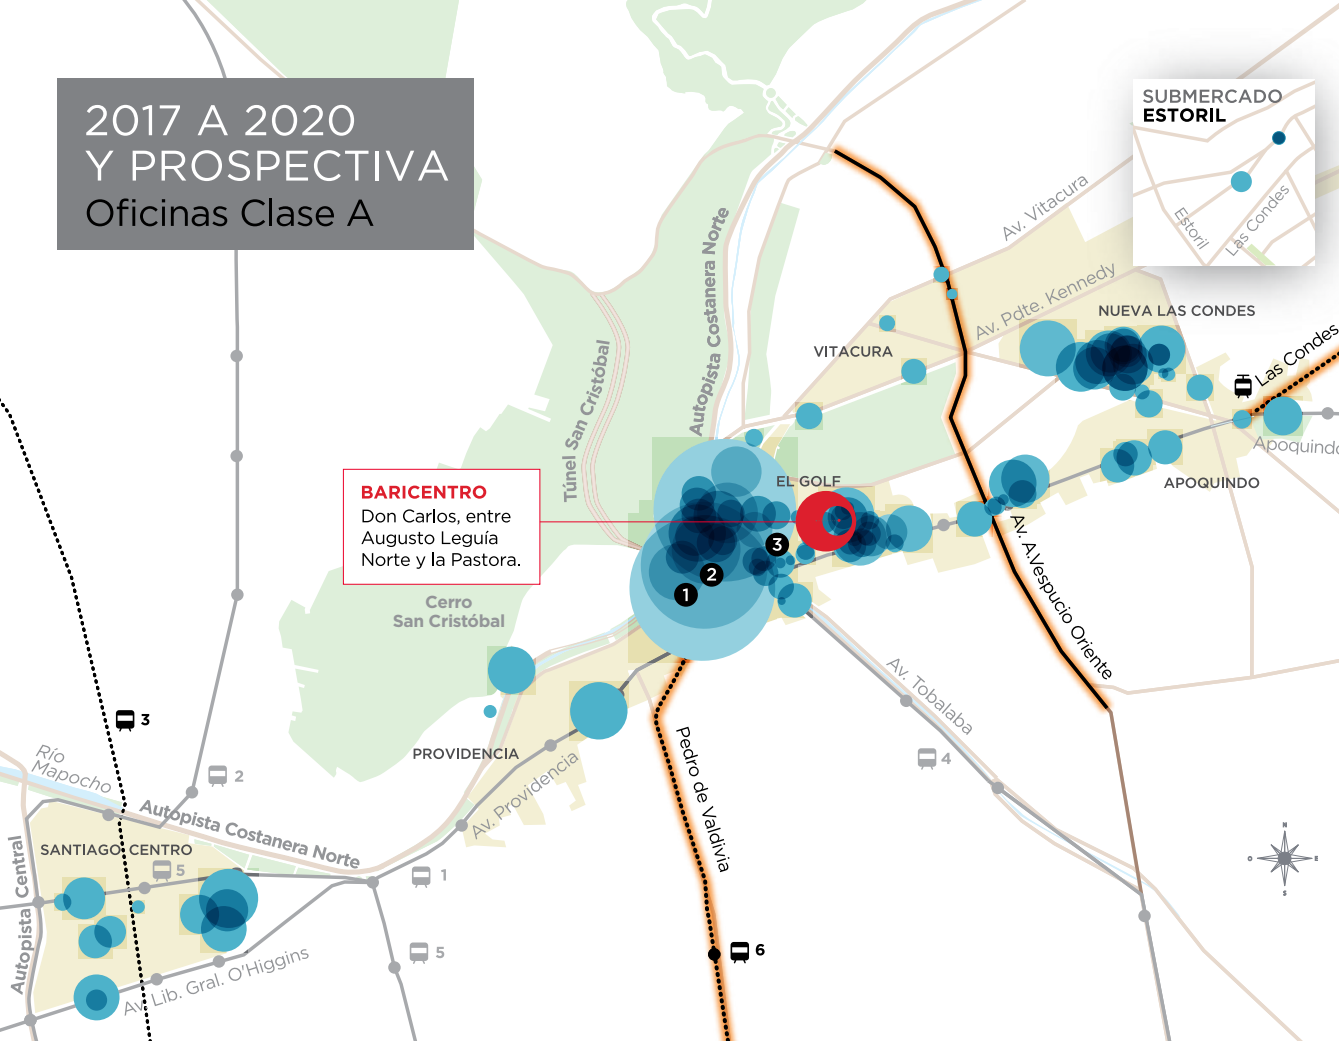 2017 A 2020
Y PROSPECTIVA
Oficinas Clase A
SUBMERCADO
ESTORIL
Estoril
Las Condes
Av. Vitacura
Av. Pdte. Kennedy
NUEVA LAS CONDES
VITACURA
Las Condes
Apoquindo
APOQUINDO
Autopista Costanera Norte
Túnel San Cristóbal
EL GOLF
BARICENTRO
Don Carlos, entre
Augusto Leguía
Norte y la Pastora.
3
2
1
Av. A.Vespucio Oriente
Cerro
San Cristóbal
Av. Tobalaba
4
PROVIDENCIA
Av. Providencia
Pedro de Valdivia
6
3
2
Río
Mapocho
Autopista Costanera Norte
SANTIAGO CENTRO
5
1
5
Autopista Central
Av. Lib. Gral. O'Higgins
N
O
E
S